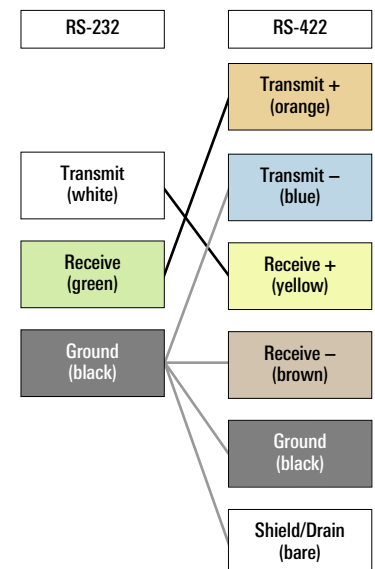 RS-232
RS-422
Transmit +
(orange)
Transmit
(white)
Transmit –
(blue)
Receive
(green)
Receive +
(yellow)
Ground
(black)
Receive –
(brown)
Ground
(black)
Shield/Drain
(bare)